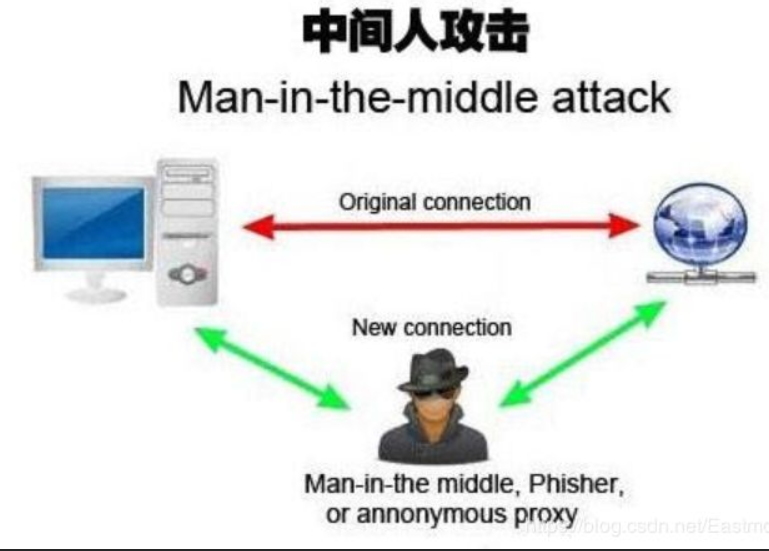 中间人攻击
Man-in-the-middle attack
Original connection
New connection
Man-in-the middle, Phisher,
or annonymous proxy
https://blog.csdn.net/Eastmo